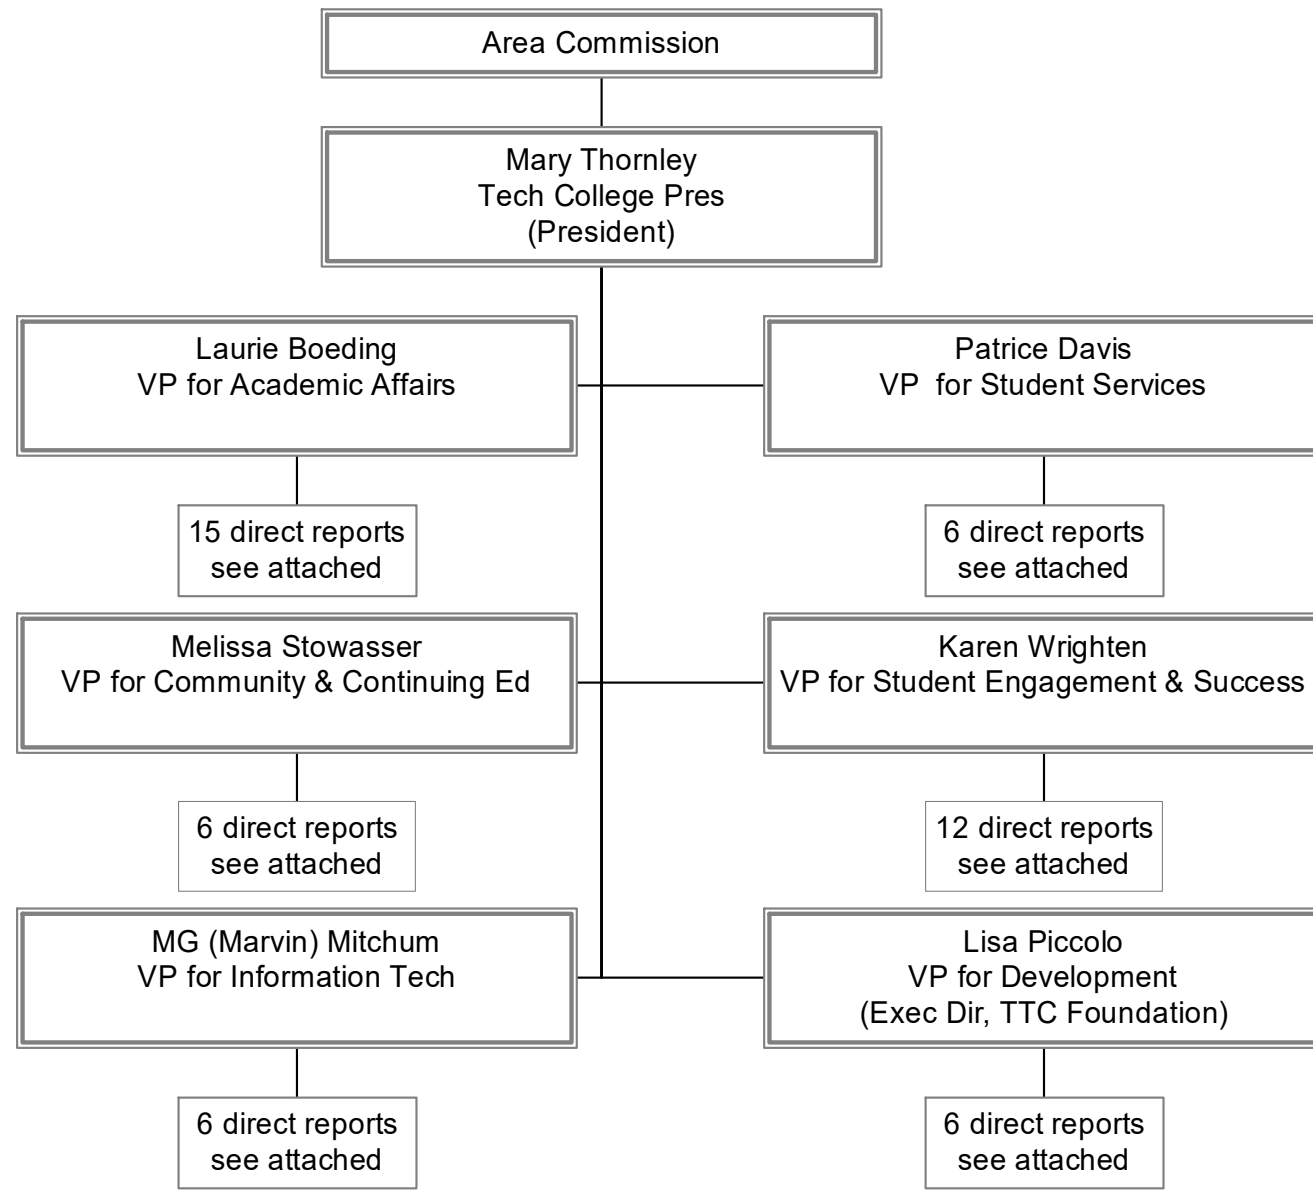 Area Commission
Mary Thornley
Tech College Pres
(President)
Laurie Boeding
VP for Academic Affairs
Patrice Davis
VP  for Student Services
15 direct reports
see attached
6 direct reports
see attached
Melissa Stowasser
VP for Community & Continuing Ed
Karen Wrighten
VP for Student Engagement & Success
6 direct reports
see attached
12 direct reports
see attached
MG (Marvin) Mitchum
VP for Information Tech
Lisa Piccolo
VP for Development
(Exec Dir, TTC Foundation)
6 direct reports
see attached
6 direct reports
see attached